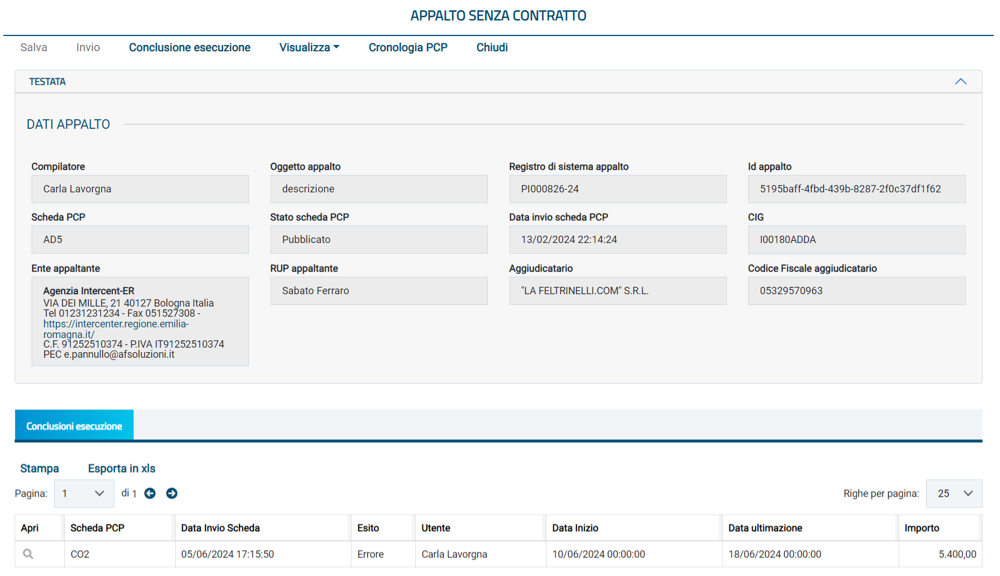 APPALTO SENZA CONTRATTO
Salva Invio Conclusione esecuzione Visualizza Cronologia PCP Chiudi
TESTATA
DATI APPALTO
Compilatore Oggetto appalto Registro di sistema appalto Id appalto
Carla Lavorgna descrizione PI000826-24 5195baff-4fbd-439b-8287-2f0c37df1f62
Scheda PCP Stato scheda PCP Data invio scheda PCP CIG
AD5 Pubblicato 13/02/2024 22:14:24 I00180ADDA
Ente appaltante RUP appaltante Aggiudicatario Codice Fiscale aggiudicatario
Agenzia Intercent-ER Sabato Ferraro "LA FELTRINELLI.COM" S.R.L. 05329570963
VIA DEI MILLE, 21 40127 Bologna Italia
Tel 01231231234 - Fax 051527308 -
https://intercenter.regione.emilia-
romagna.it/
C.F. 91252510374 - P.IVA IT91252510374
PEC e.pannullo@afsoluzioni.it
Conclusioni esecuzione
Stampa Esporta in xls
Pagina: 1 di 1 Righe per pagina: 25
Apri Scheda PCP Data Invio Scheda Esito Utente Data Inizio Data ultimazione Importo
CO2 05/06/2024 17:15:50 Errore Carla Lavorgna 10/06/2024 00:00:00 18/06/2024 00:00:00 5.400,00